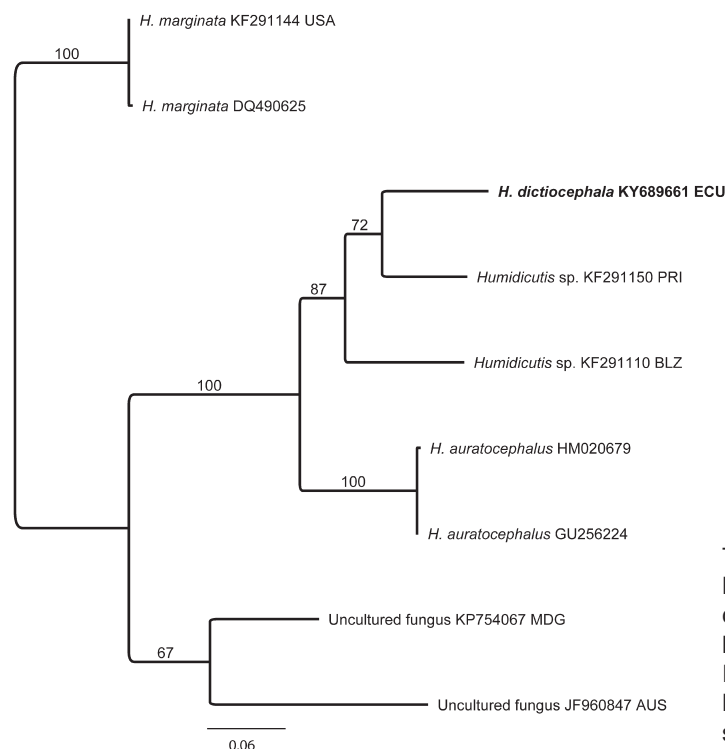 H. marginata KF291144 USA
100
H. marginata DQ490625
H. dictiocephala KY689661 ECU
72
Humidicutis sp. KF291150 PRI
87
Humidicutis sp. KF291110 BLZ
100
H. auratocephalus HM020679
100
H. auratocephalus GU256224
Uncultured fungus KP754067 MDG
67
Uncultured fungus JF960847 AUS
0.06